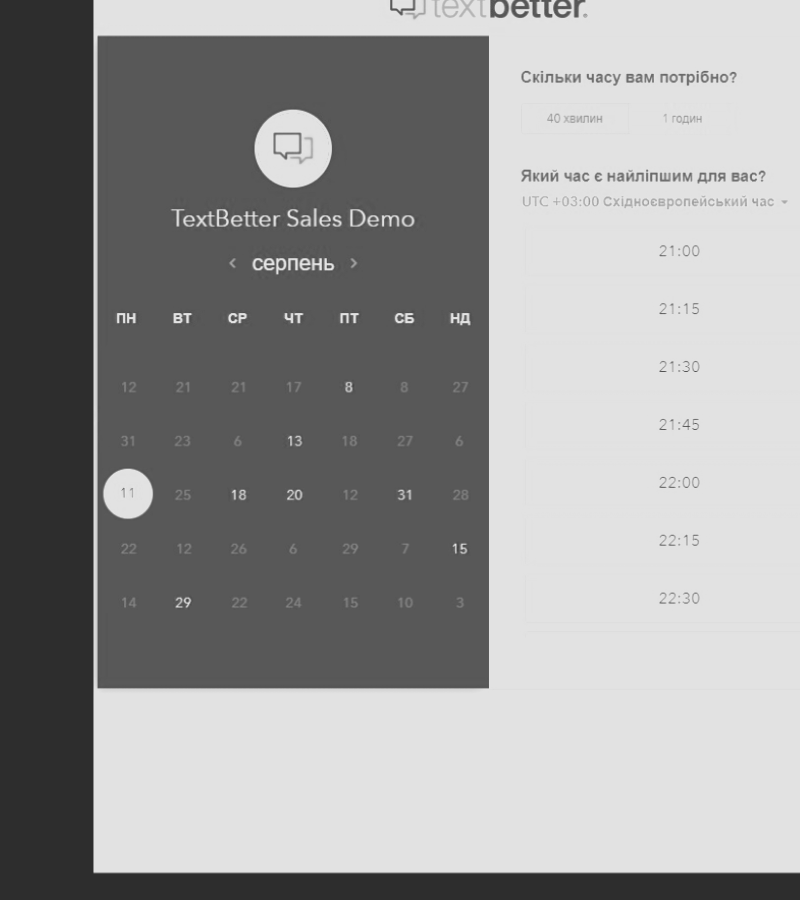 textbetter.
TextBetter Sales Demo
серпень
ПН ВТ СР ЧТ ПТ СБ НД
12 21 21 17 8 8 27
31 23 6 13 18 27 6
11 25 18 20 12 31 28
22 12 26 6 29 7 15
14 29 22 24 15 10 3
Скільки часу вам потрібно?
40 хвилин 1 годин
Який час є найліпшим для вас?
UTC +03:00 Східноєвропейський час
21:00
21:15
21:30
21:45
22:00
22:15
22:30